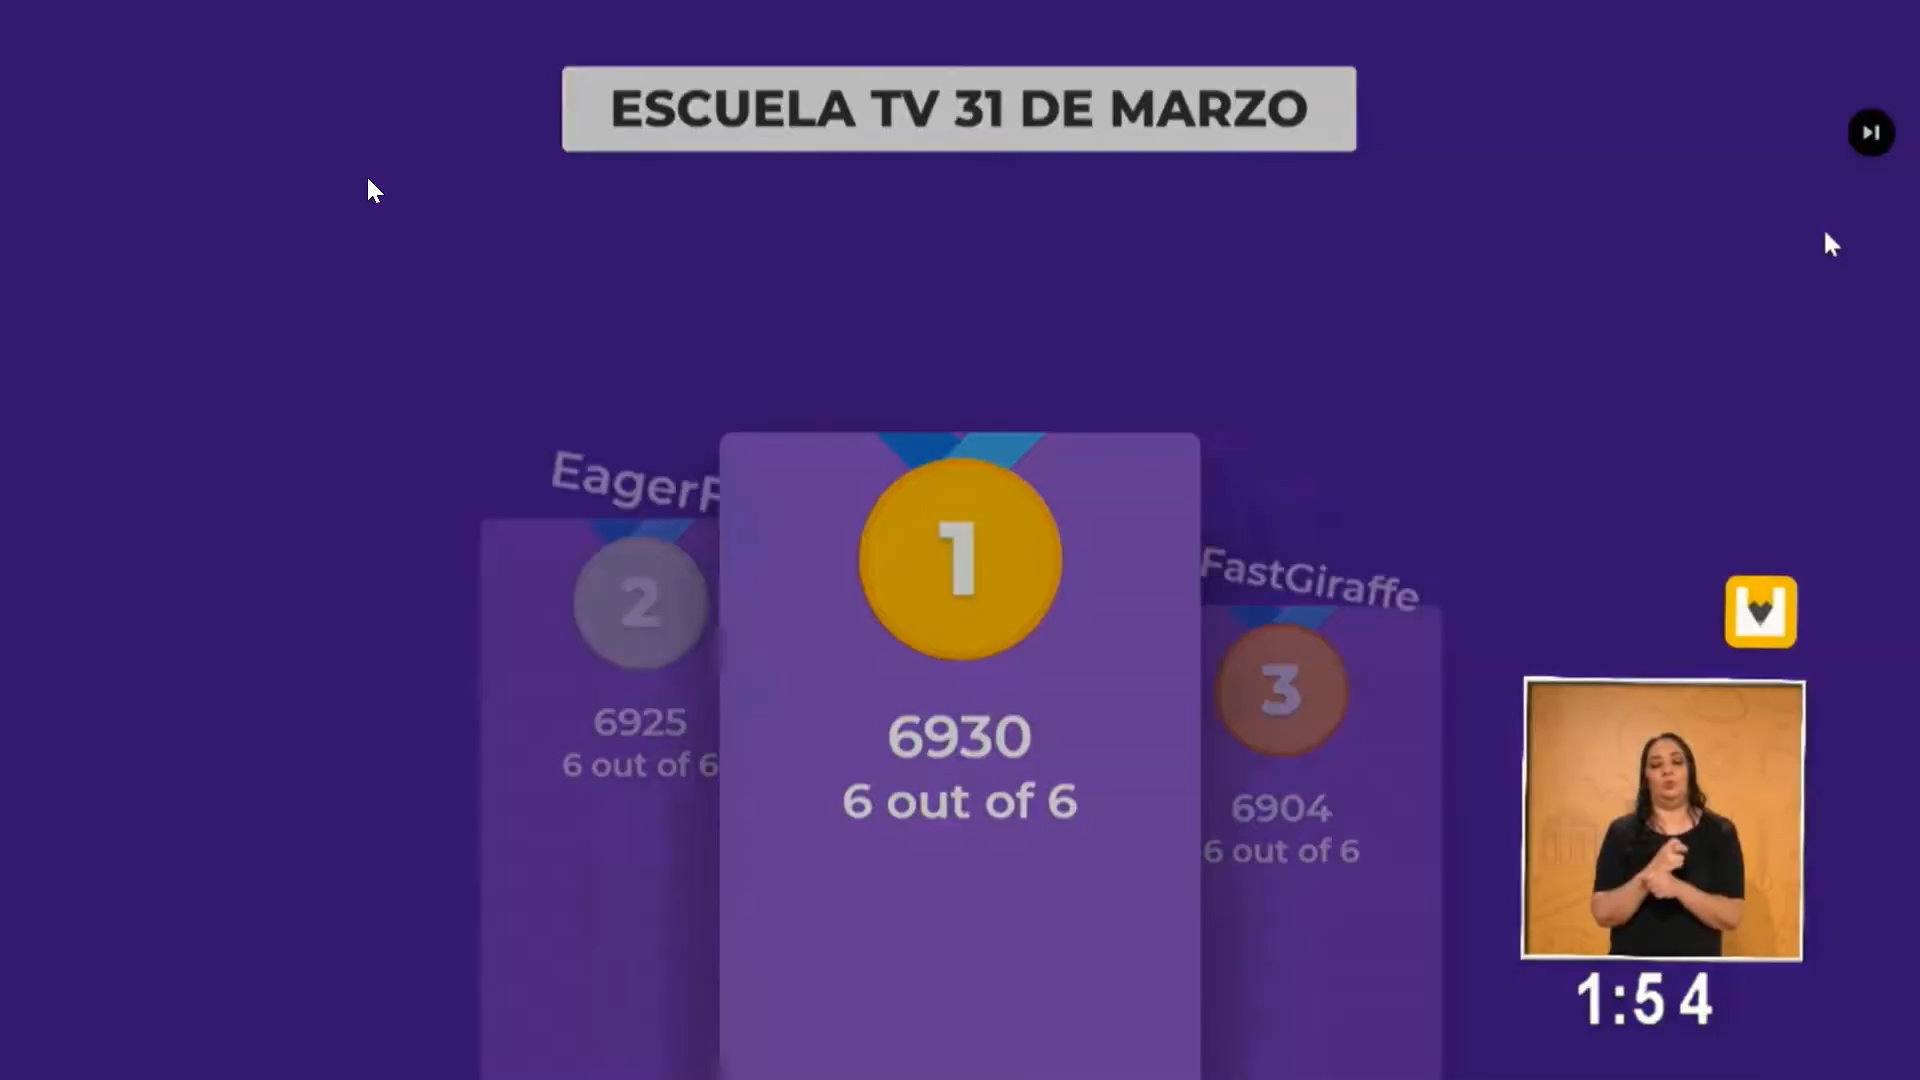 ESCUELA TV 31 DE MARZO
1
6930
6 out of 6
2
6925
6 out of 6
FastGiraffe
3
6904
6 out of 6
1:54